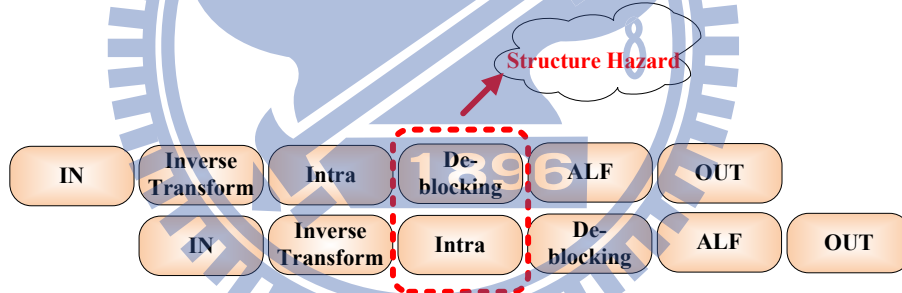 Structure Hazard
IN
Inverse
Transform
Intra
De-
blocking
ALF
OUT
IN
Inverse
Transform
Intra
De-
blocking
ALF
OUT
1896